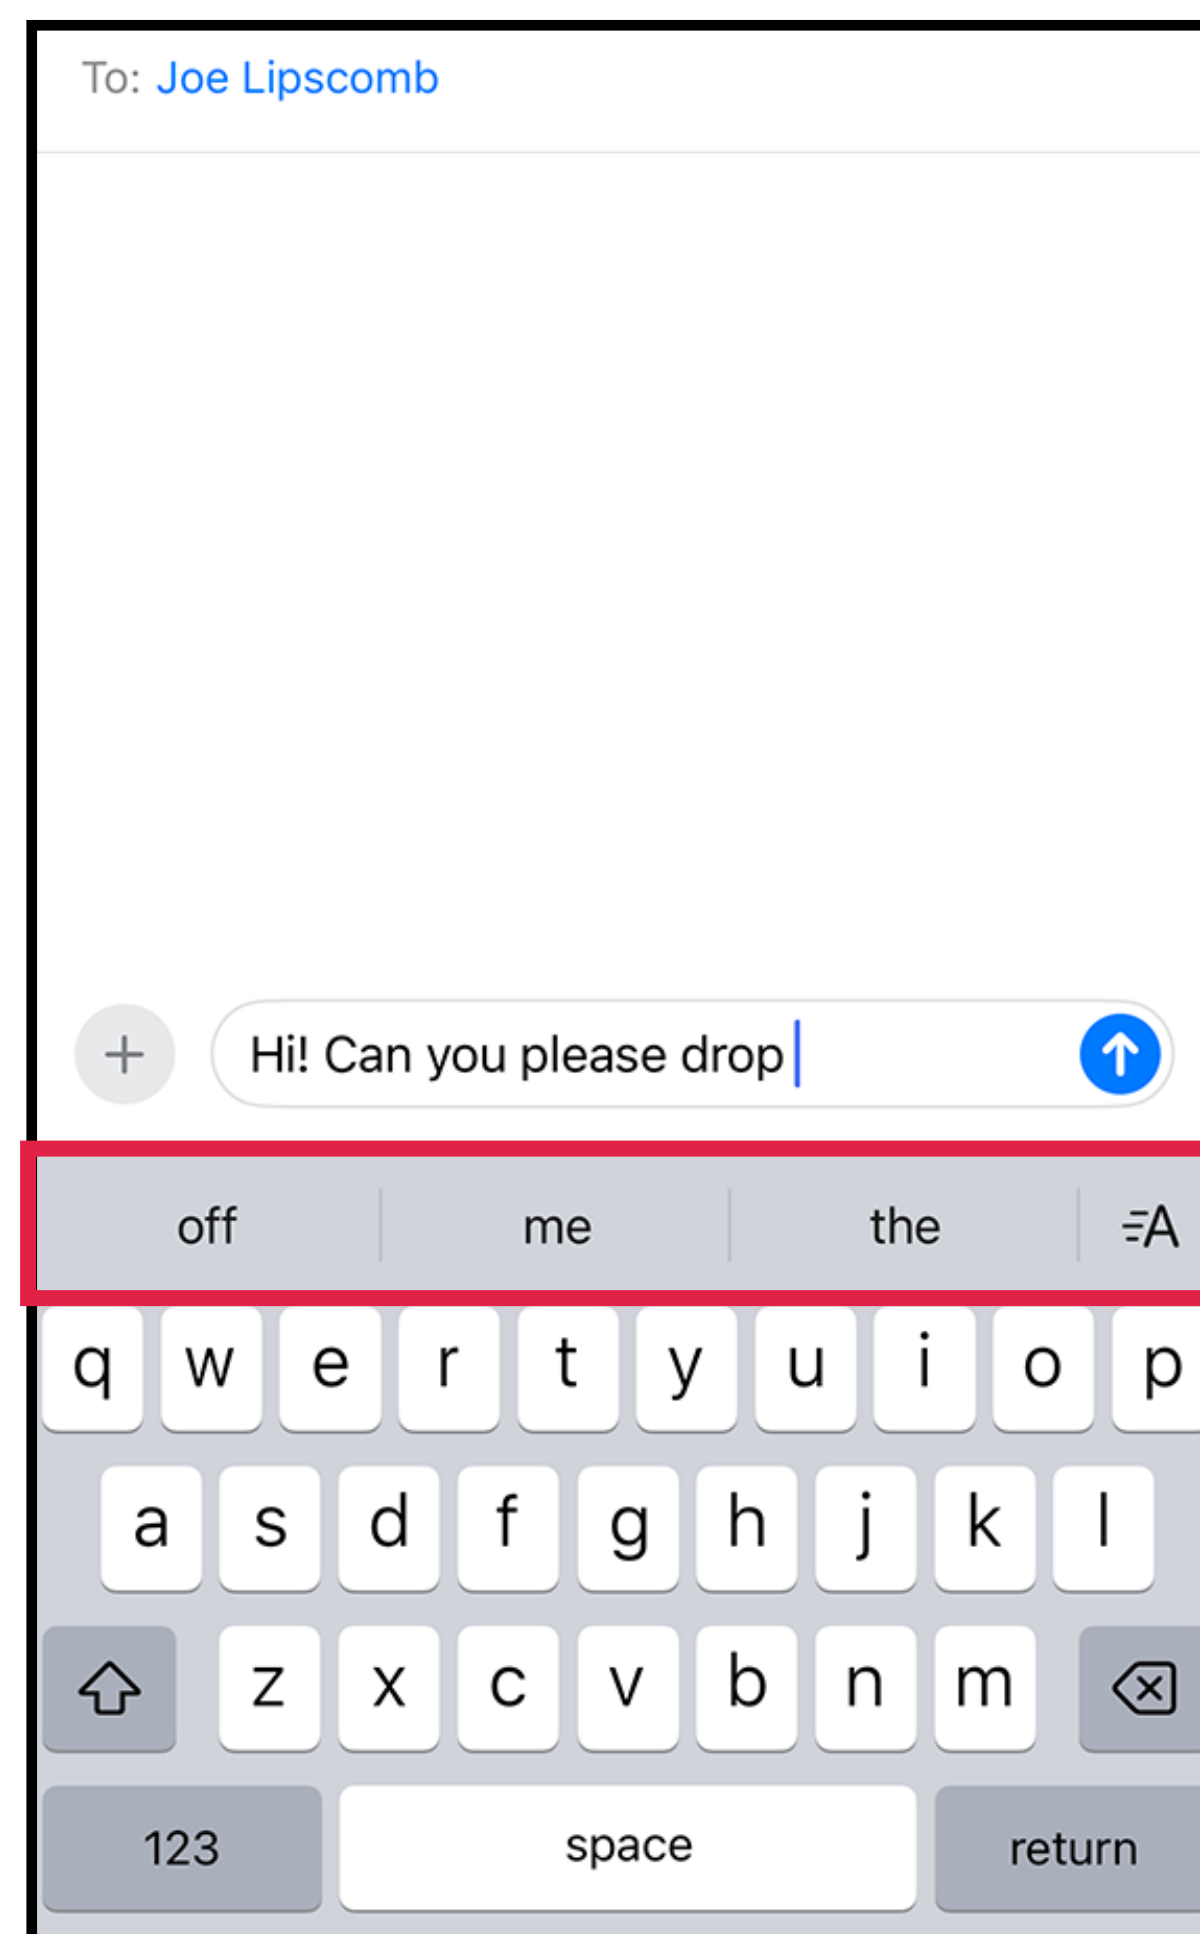 To: Joe Lipscomb
Hi! Can you please drop
off me the A
q w e r t y u i o p
a s d f g h j k l
z x c v b n m
123 space return